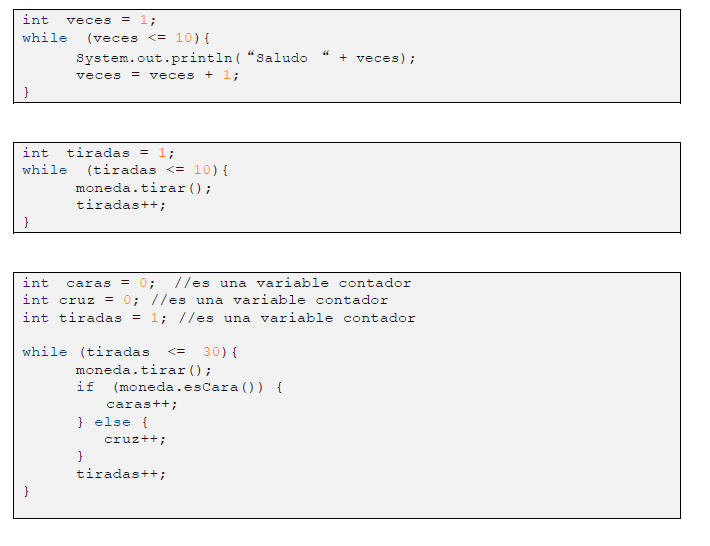 int  veces = 1;
while  (veces <= 10){
      System.out.println(“Saludo “ + veces);
      veces = veces + 1;
}
int  tiradas = 1;
while  (tiradas <= 10){
      moneda.tirar();
      tiradas++;
}
int  caras = 0;  //es una variable contador
int cruz = 0; //es una variable contador
int tiradas = 1; //es una variable contador
while (tiradas  <=  30){
      moneda.tirar();
      if  (moneda.esCara()) {
         caras++;
      } else {
         cruz++;
      }
      tiradas++;
}